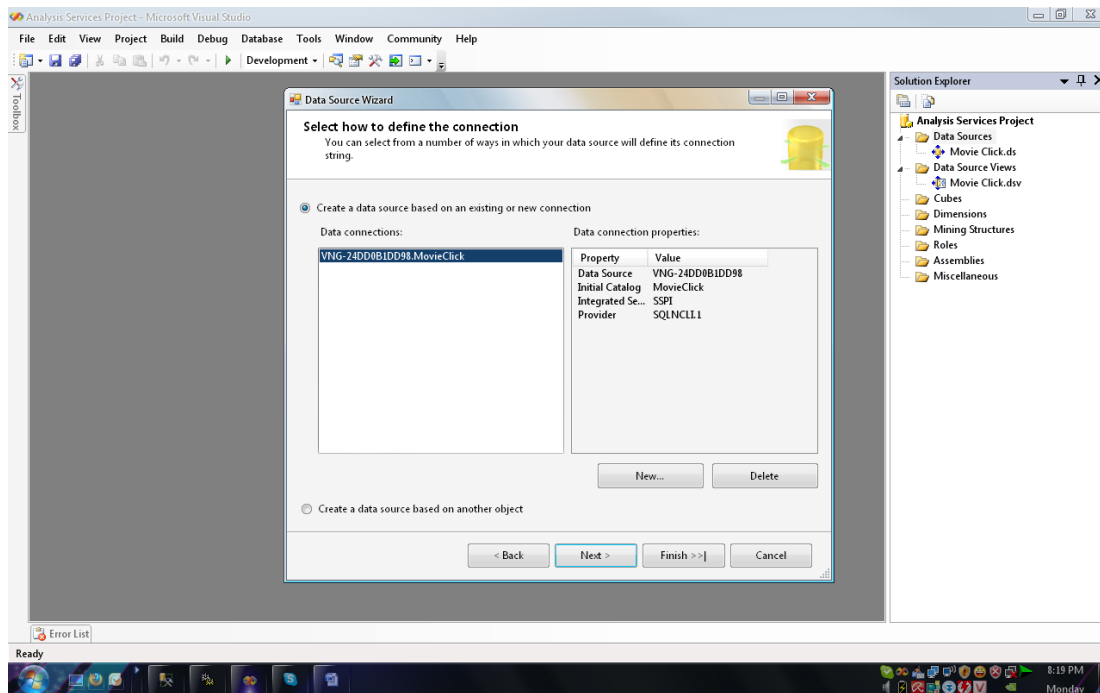 Analysis Services Project - Microsoft Visual Studio
File Edit View Project Build Debug Database Tools Window Community Help
Development
Toolbox
Data Source Wizard
Select how to define the connection
You can select from a number of ways in which your data source will define its connection
string.
Create a data source based on an existing or new connection
Data connections:
VNG-24DD0B1DD98.MovieClick
Data connection properties:
Property Value
Data Source VNG-24DD0B1DD98
Initial Catalog MovieClick
Integrated Se... SSPI
Provider SQLNCLI.1
New... Delete
Create a data source based on another object
< Back Next > Finish >>| Cancel
Solution Explorer
Analysis Services Project
Data Sources
Movie Click.ds
Data Source Views
Movie Click.dsv
Cubes
Dimensions
Mining Structures
Roles
Assemblies
Miscellaneous
Error List
Ready
8:19 PM
Monday